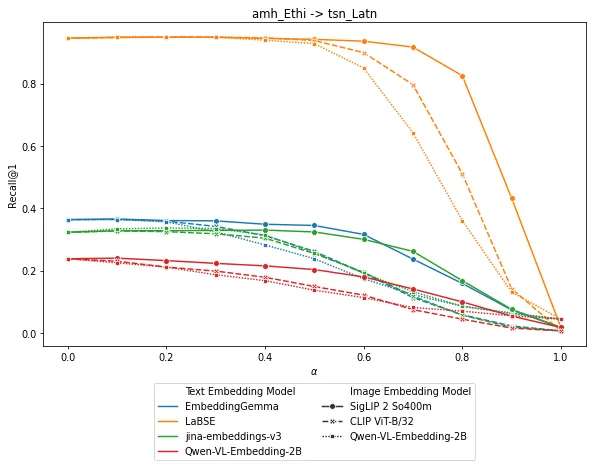 amh_Ethi -> tsn_Latn
Recall@1
0.8
0.6
0.4
0.2
0.0
0.0 0.2 0.4 0.6 0.8 1.0
α
Text Embedding Model
EmbeddingGemma
LaBSE
jina-embeddings-v3
Qwen-VL-Embedding-2B
Image Embedding Model
SigLIP 2 So400m
CLIP ViT-B/32
Qwen-VL-Embedding-2B